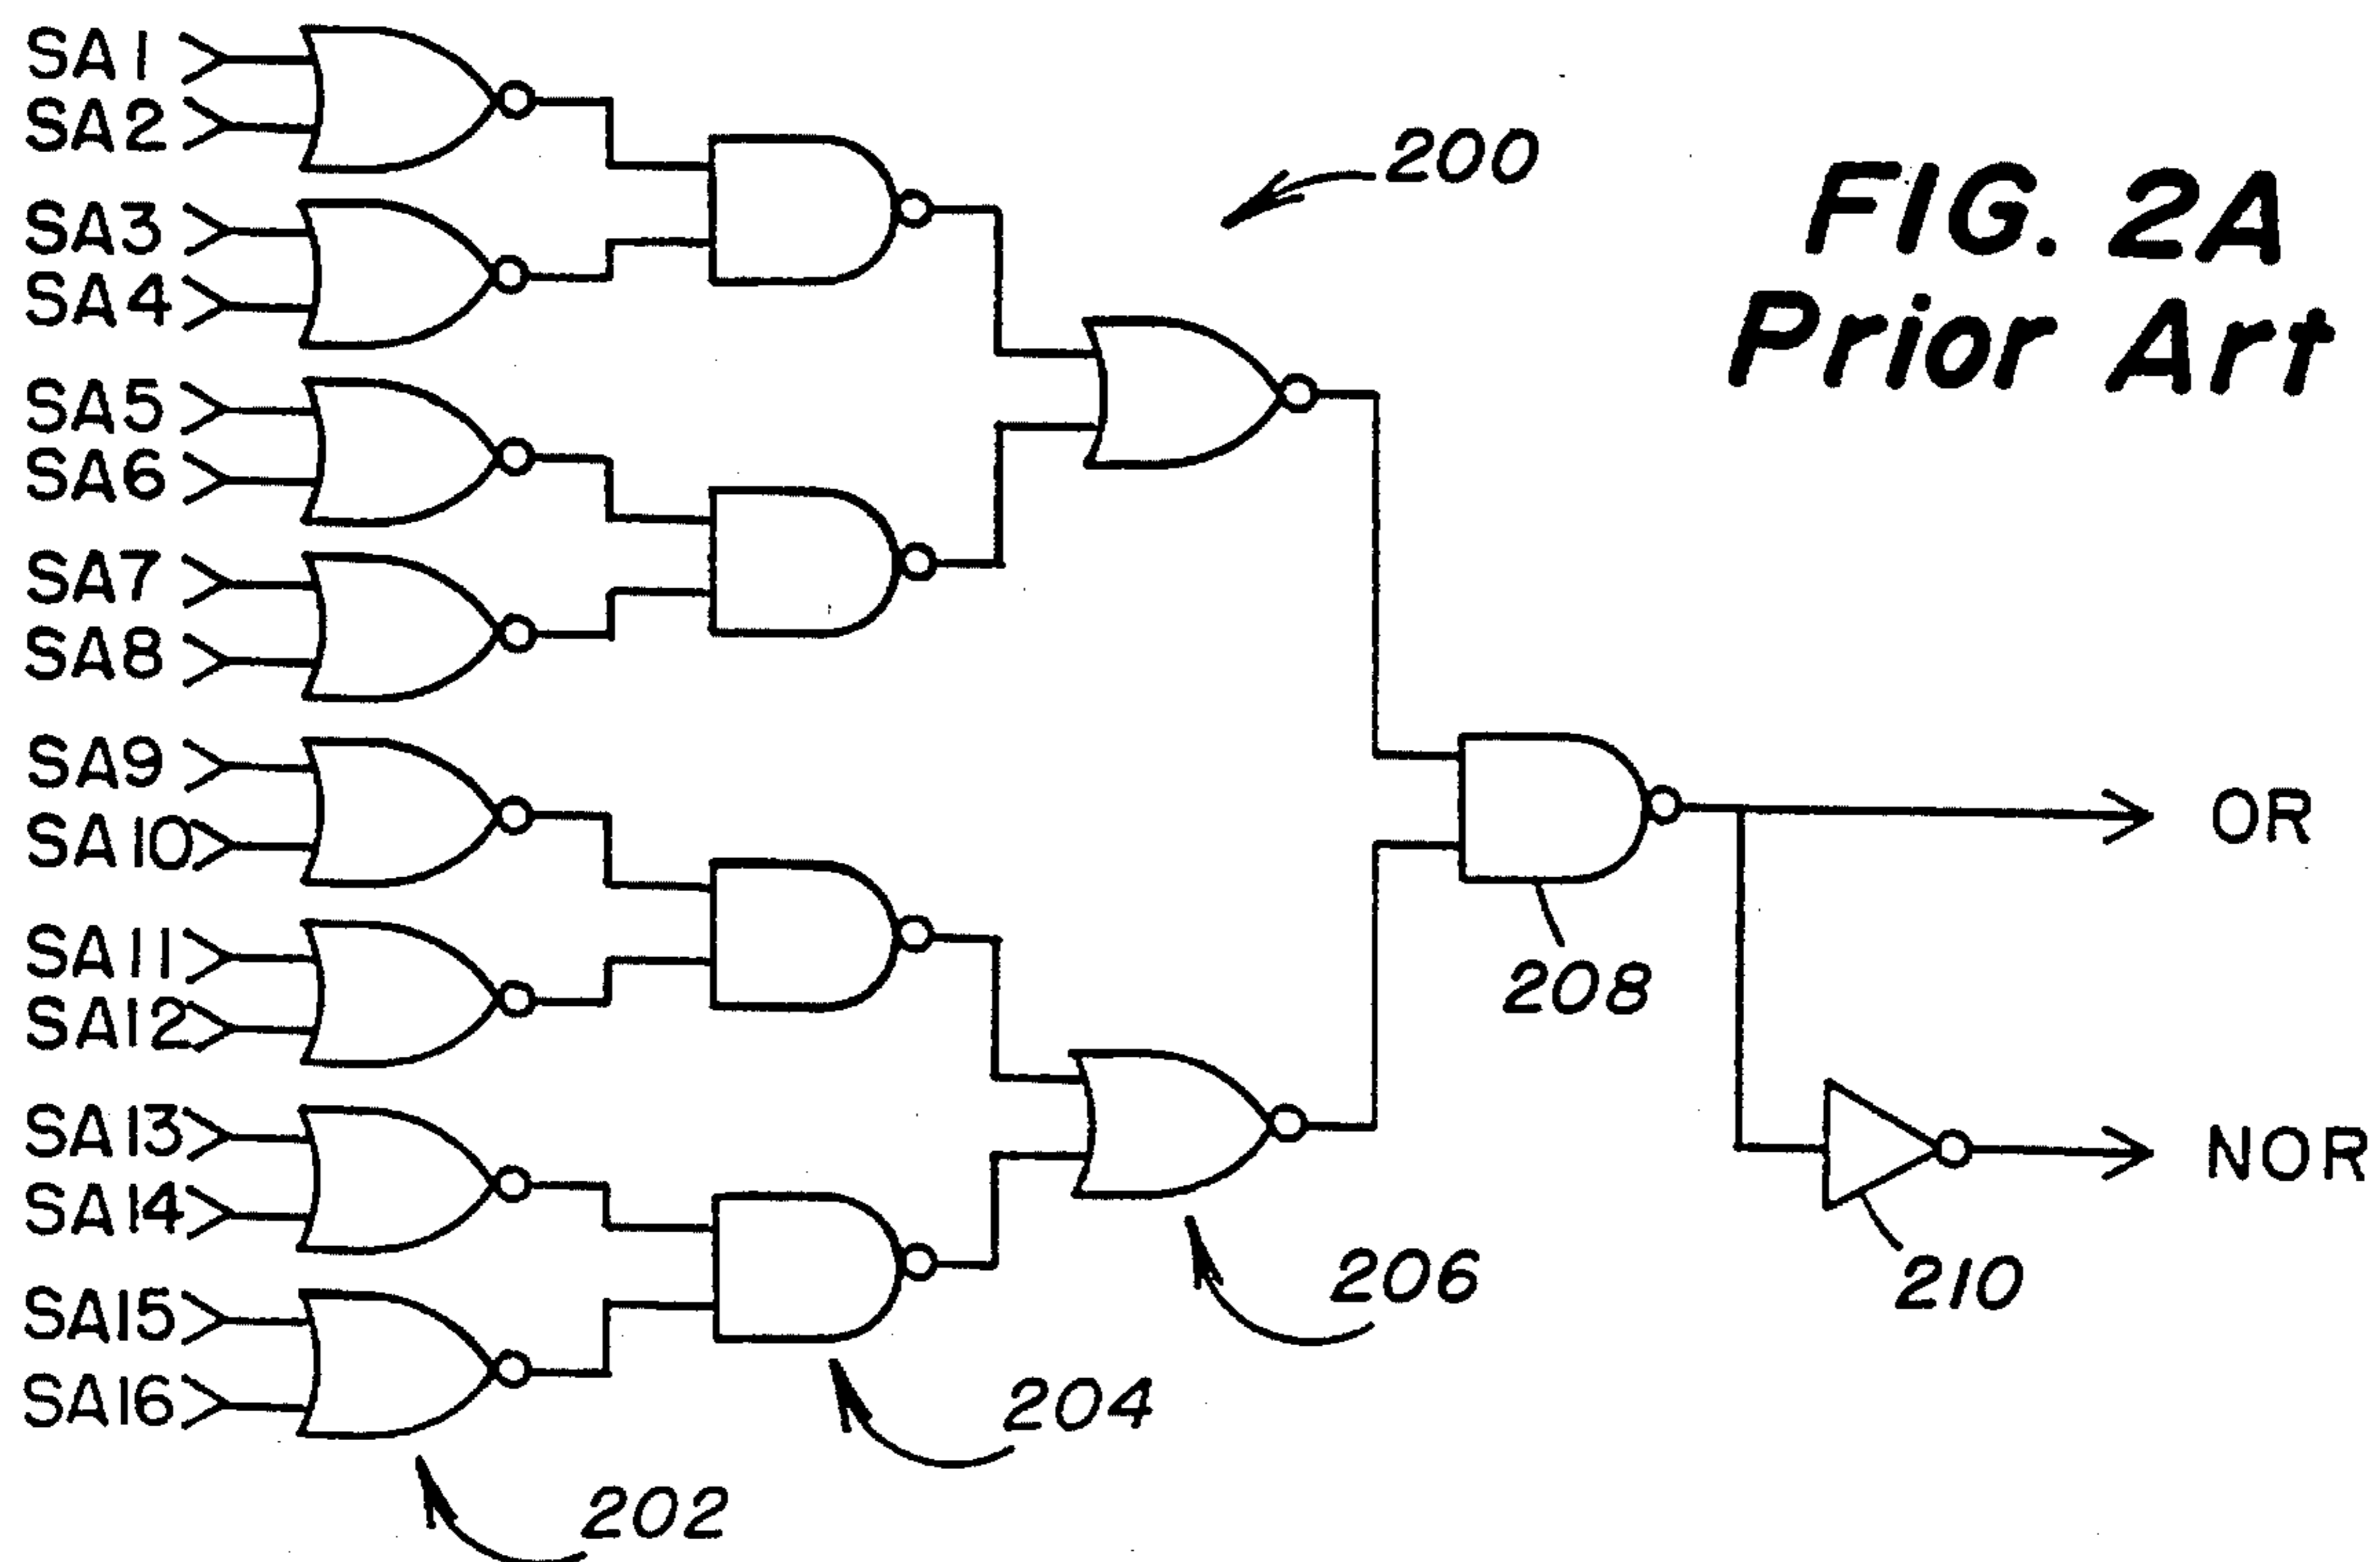 SA1
SA2
SA3
SA4
SA5
SA6
SA7
SA8
SA9
SA10
SA11
SA12
SA13
SA14
SA15
SA16
200
FIG. 2A
Prior Art
OR
208
NOR
210
206
204
202